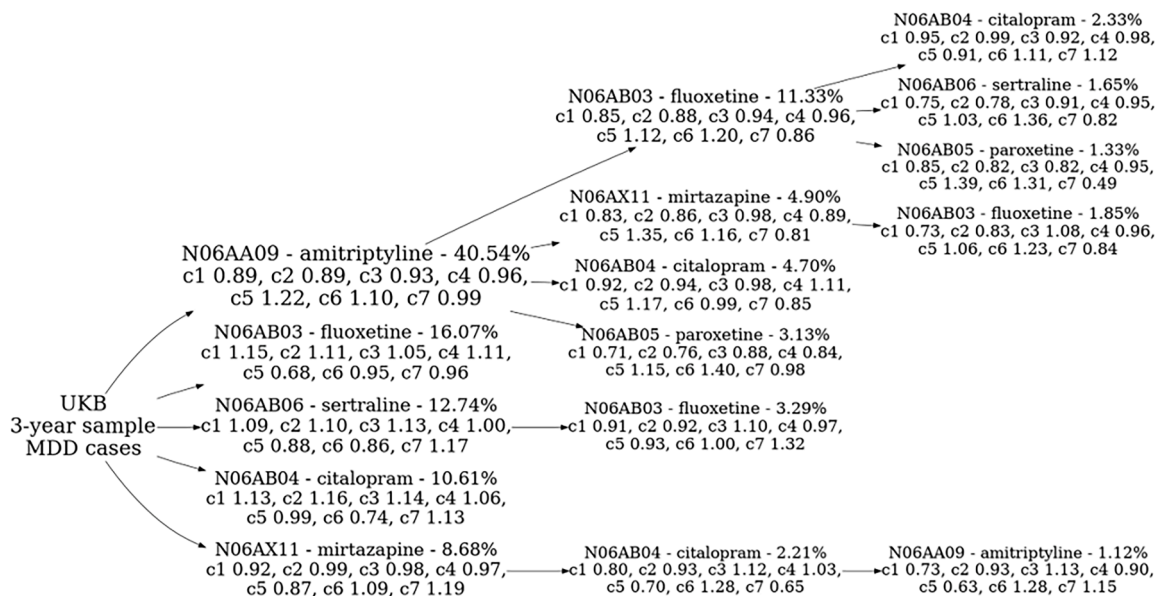 UKB
3-year sample
MDD cases
N06AA09 - amitriptyline - 40.54%
c1 0.89, c2 0.89, c3 0.93, c4 0.96,
c5 1.22, c6 1.10, c7 0.99
N06AB03 - fluoxetine - 16.07%
c1 1.15, c2 1.11, c3 1.05, c4 1.11,
c5 0.68, c6 0.95, c7 0.96
N06AB06 - sertraline - 12.74%
c1 1.09, c2 1.10, c3 1.13, c4 1.00,
c5 0.88, c6 0.86, c7 1.17
N06AB04 - citalopram - 10.61%
c1 1.13, c2 1.16, c3 1.14, c4 1.06,
c5 0.99, c6 0.74, c7 1.13
N06AX11 - mirtazapine - 8.68%
c1 0.92, c2 0.99, c3 0.98, c4 0.97,
c5 0.87, c6 1.09, c7 1.19
N06AB03 - fluoxetine - 11.33%
c1 0.85, c2 0.88, c3 0.94, c4 0.96,
c5 1.12, c6 1.20, c7 0.86
N06AX11 - mirtazapine - 4.90%
c1 0.83, c2 0.86, c3 0.98, c4 0.89,
c5 1.35, c6 1.16, c7 0.81
N06AB04 - citalopram - 4.70%
c1 0.92, c2 0.94, c3 0.98, c4 1.11,
c5 1.17, c6 0.99, c7 0.85
N06AB05 - paroxetine - 3.13%
c1 0.71, c2 0.76, c3 0.88, c4 0.84,
c5 1.15, c6 1.40, c7 0.98
N06AB03 - fluoxetine - 3.29%
c1 0.91, c2 0.92, c3 1.10, c4 0.97,
c5 0.93, c6 1.00, c7 1.32
N06AB04 - citalopram - 2.21%
c1 0.80, c2 0.93, c3 1.12, c4 1.03,
c5 0.70, c6 1.28, c7 0.65
N06AB04 - citalopram - 2.33%
c1 0.95, c2 0.99, c3 0.92, c4 0.98,
c5 0.91, c6 1.11, c7 1.12
N06AB06 - sertraline - 1.65%
c1 0.75, c2 0.78, c3 0.91, c4 0.95,
c5 1.03, c6 1.36, c7 0.82
N06AB05 - paroxetine - 1.33%
c1 0.85, c2 0.82, c3 0.82, c4 0.95,
c5 1.39, c6 1.31, c7 0.49
N06AB03 - fluoxetine - 1.85%
c1 0.73, c2 0.83, c3 1.08, c4 0.96,
c5 1.06, c6 1.23, c7 0.84
N06AA09 - amitriptyline - 1.12%
c1 0.73, c2 0.93, c3 1.13, c4 0.90,
c5 0.63, c6 1.28, c7 1.15